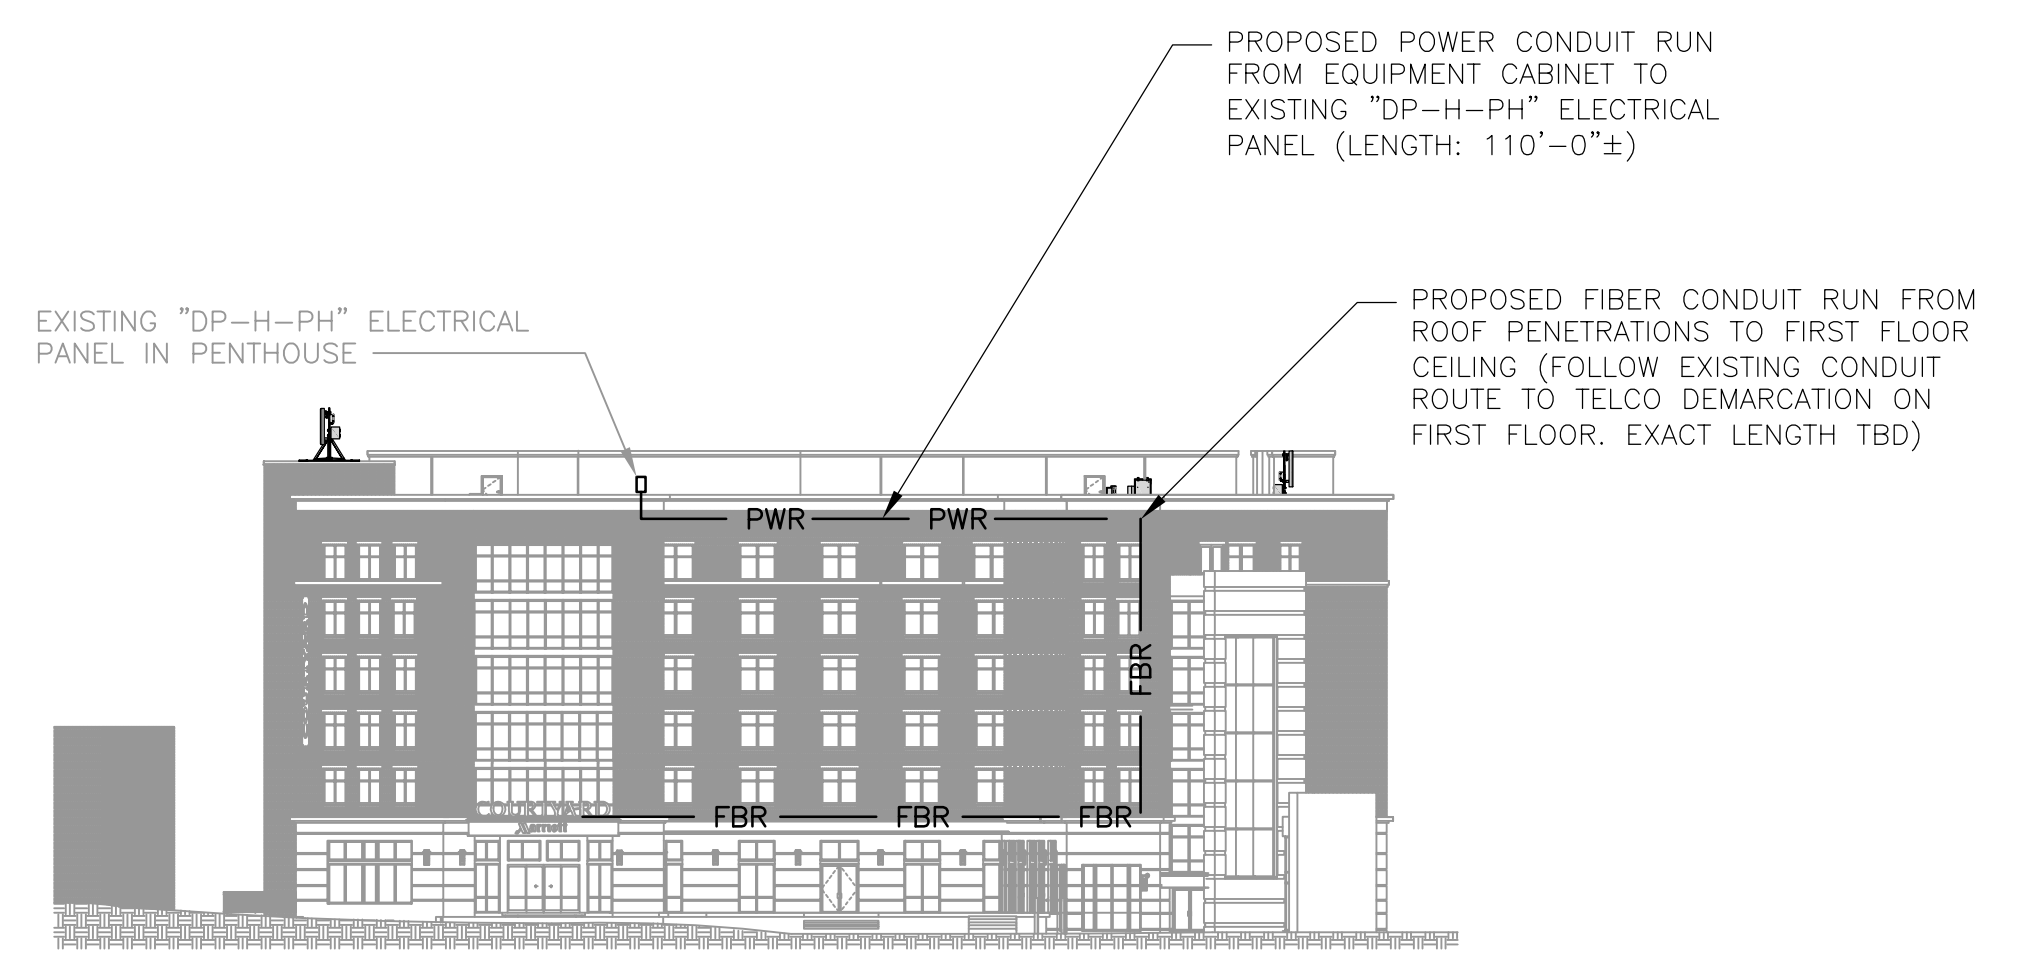 PROPOSED POWER CONDUIT RUN
FROM EQUIPMENT CABINET TO
EXISTING "DP-H-PH" ELECTRICAL
PANEL (LENGTH: 110'-0"±)
PROPOSED FIBER CONDUIT RUN FROM
ROOF PENETRATIONS TO FIRST FLOOR
CEILING (FOLLOW EXISTING CONDUIT
ROUTE TO TELCO DEMARCATION ON
FIRST FLOOR. EXACT LENGTH TBD)
EXISTING "DP-H-PH" ELECTRICAL
PANEL IN PENTHOUSE
PWR PWR
FBR
COURTYARD
Marriott
FBR FBR FBR